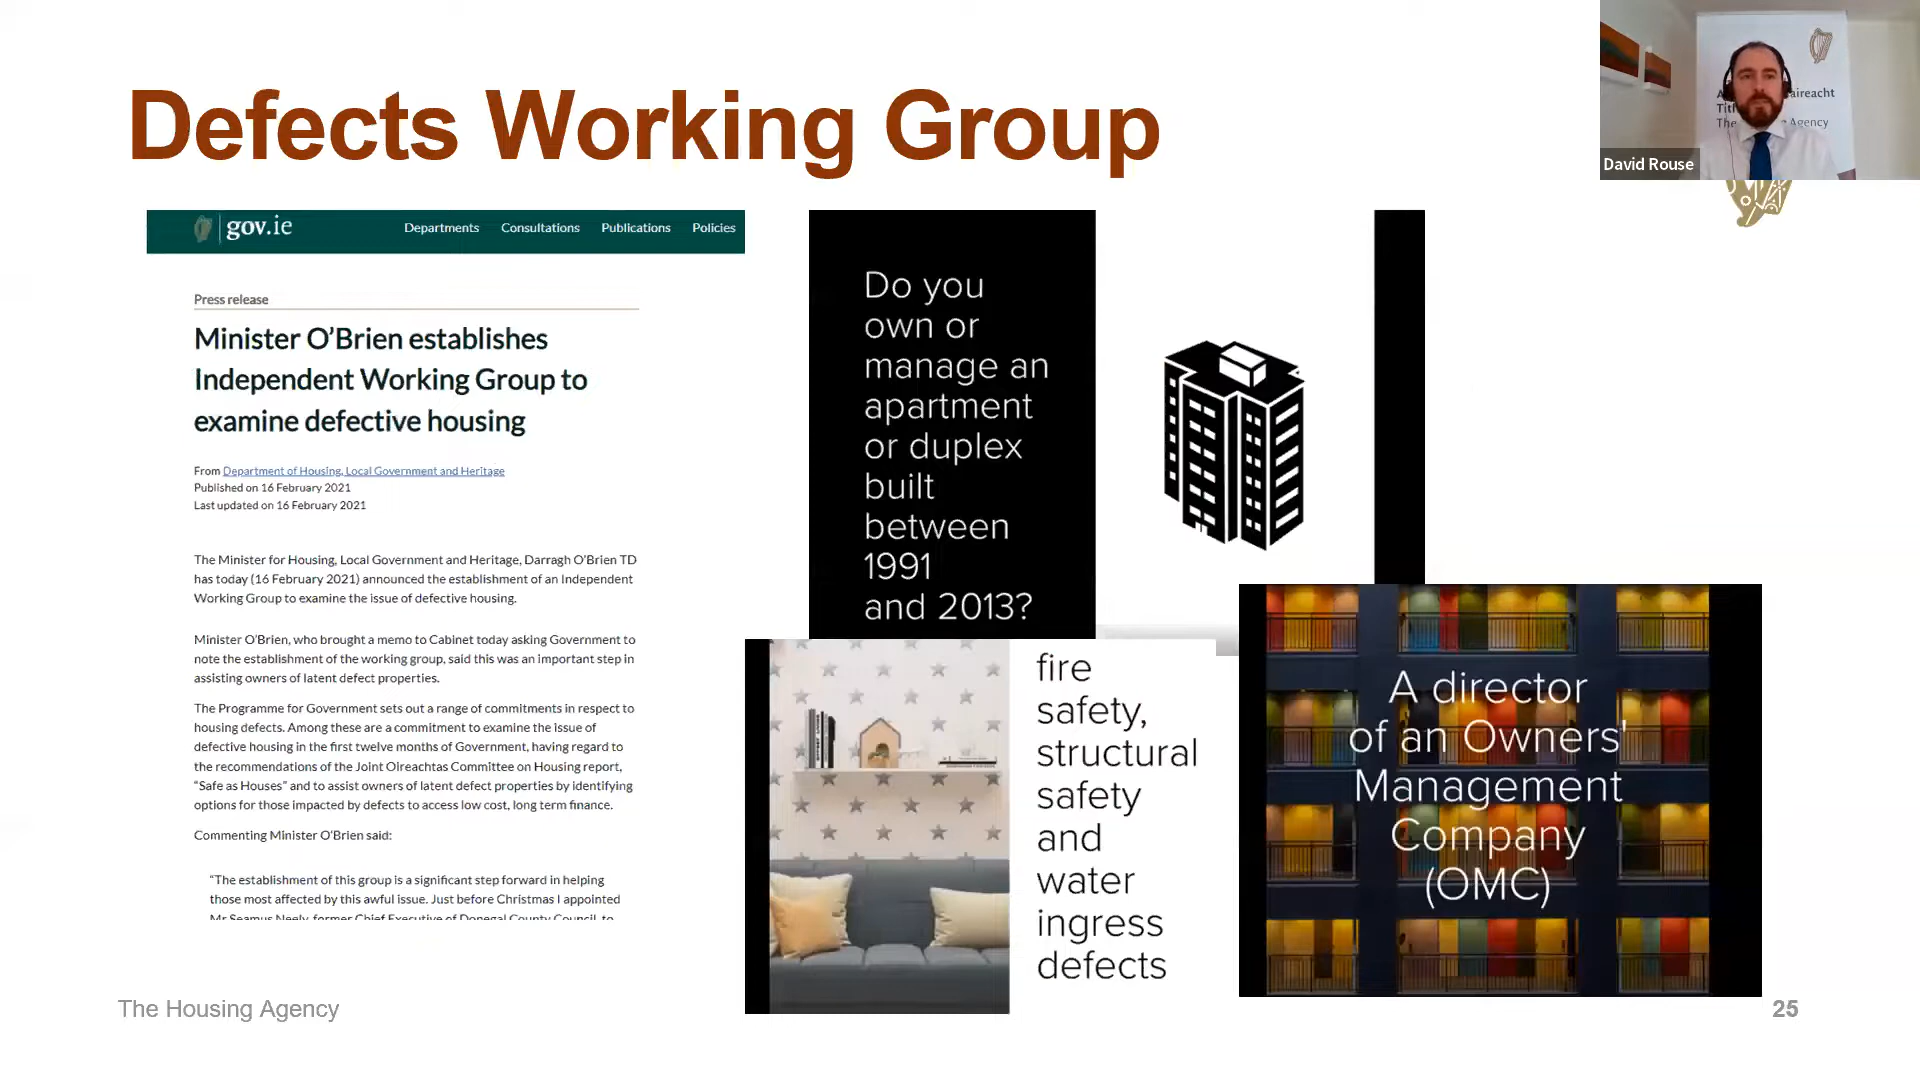 Defects Working Group
David Rouse
aireacht
The
Agency
gov.ie
Departments Consultations Publications Policies
Press release
Minister O’Brien establishes
Independent Working Group to
examine defective housing
From Department of Housing, Local Government and Heritage
Published on 16 February 2021
Last updated on 16 February 2021
The Minister for Housing, Local Government and Heritage, Darragh O’Brien TD
has today (16 February 2021) announced the establishment of an Independent
Working Group to examine the issue of defective housing.
Minister O’Brien, who brought a memo to Cabinet today asking Government to
note the establishment of the working group, said this was an important step in
assisting owners of latent defect properties.
The Programme for Government sets out a range of commitments in respect to
housing defects. Among these are a commitment to examine the issue of
defective housing in the first twelve months of Government, having regard to
the recommendations of the Joint Oireachtas Committee on Housing report,
“Safe as Houses” and to assist owners of latent defect properties by identifying
options for those impacted by defects to access low cost, long term finance.
Commenting Minister O’Brien said:
“The establishment of this group is a significant step forward in helping
those most affected by this awful issue. Just before Christmas I appointed
Mr Seamus Neely, former Chief Executive of Donegal County Council, to
Do you
own or
manage an
apartment
or duplex
built
between
1991
and 2013?
fire
safety,
structural
safety
and
water
ingress
defects
A director
of an Owners'
Management
Company
(OMC)
The Housing Agency
25